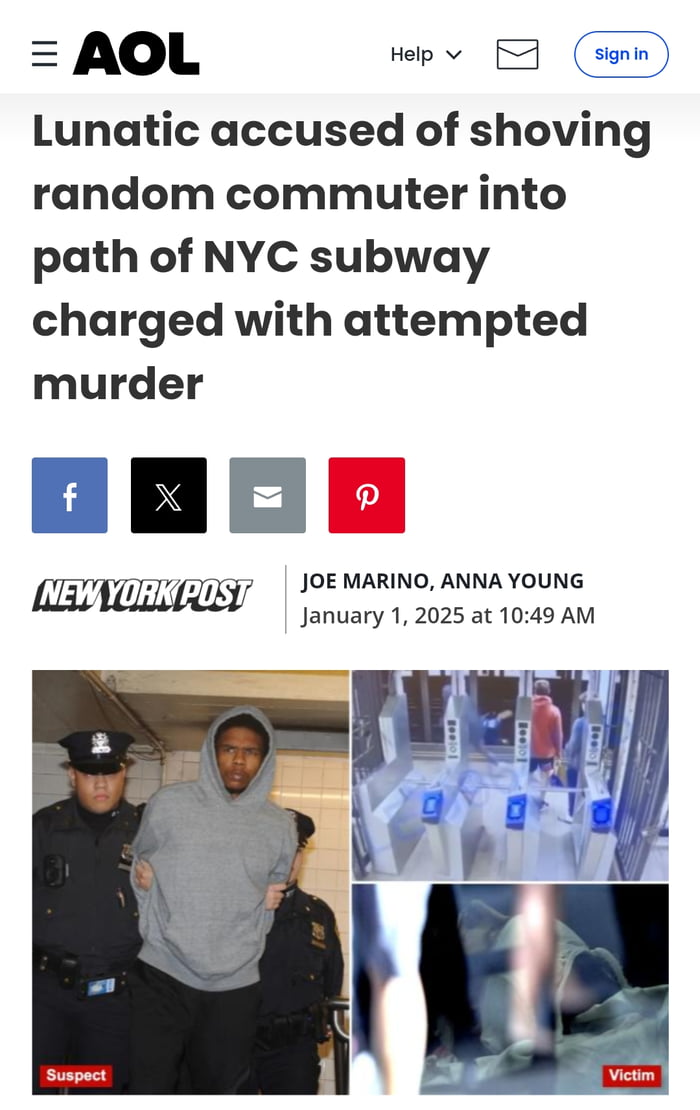 AOL
Help
Sign in
Lunatic accused of shoving
random commuter into
path of NYC subway
charged with attempted
murder
NEW YORK POST
JOE MARINO, ANNA YOUNG
January 1, 2025 at 10:49 AM
Suspect
Victim